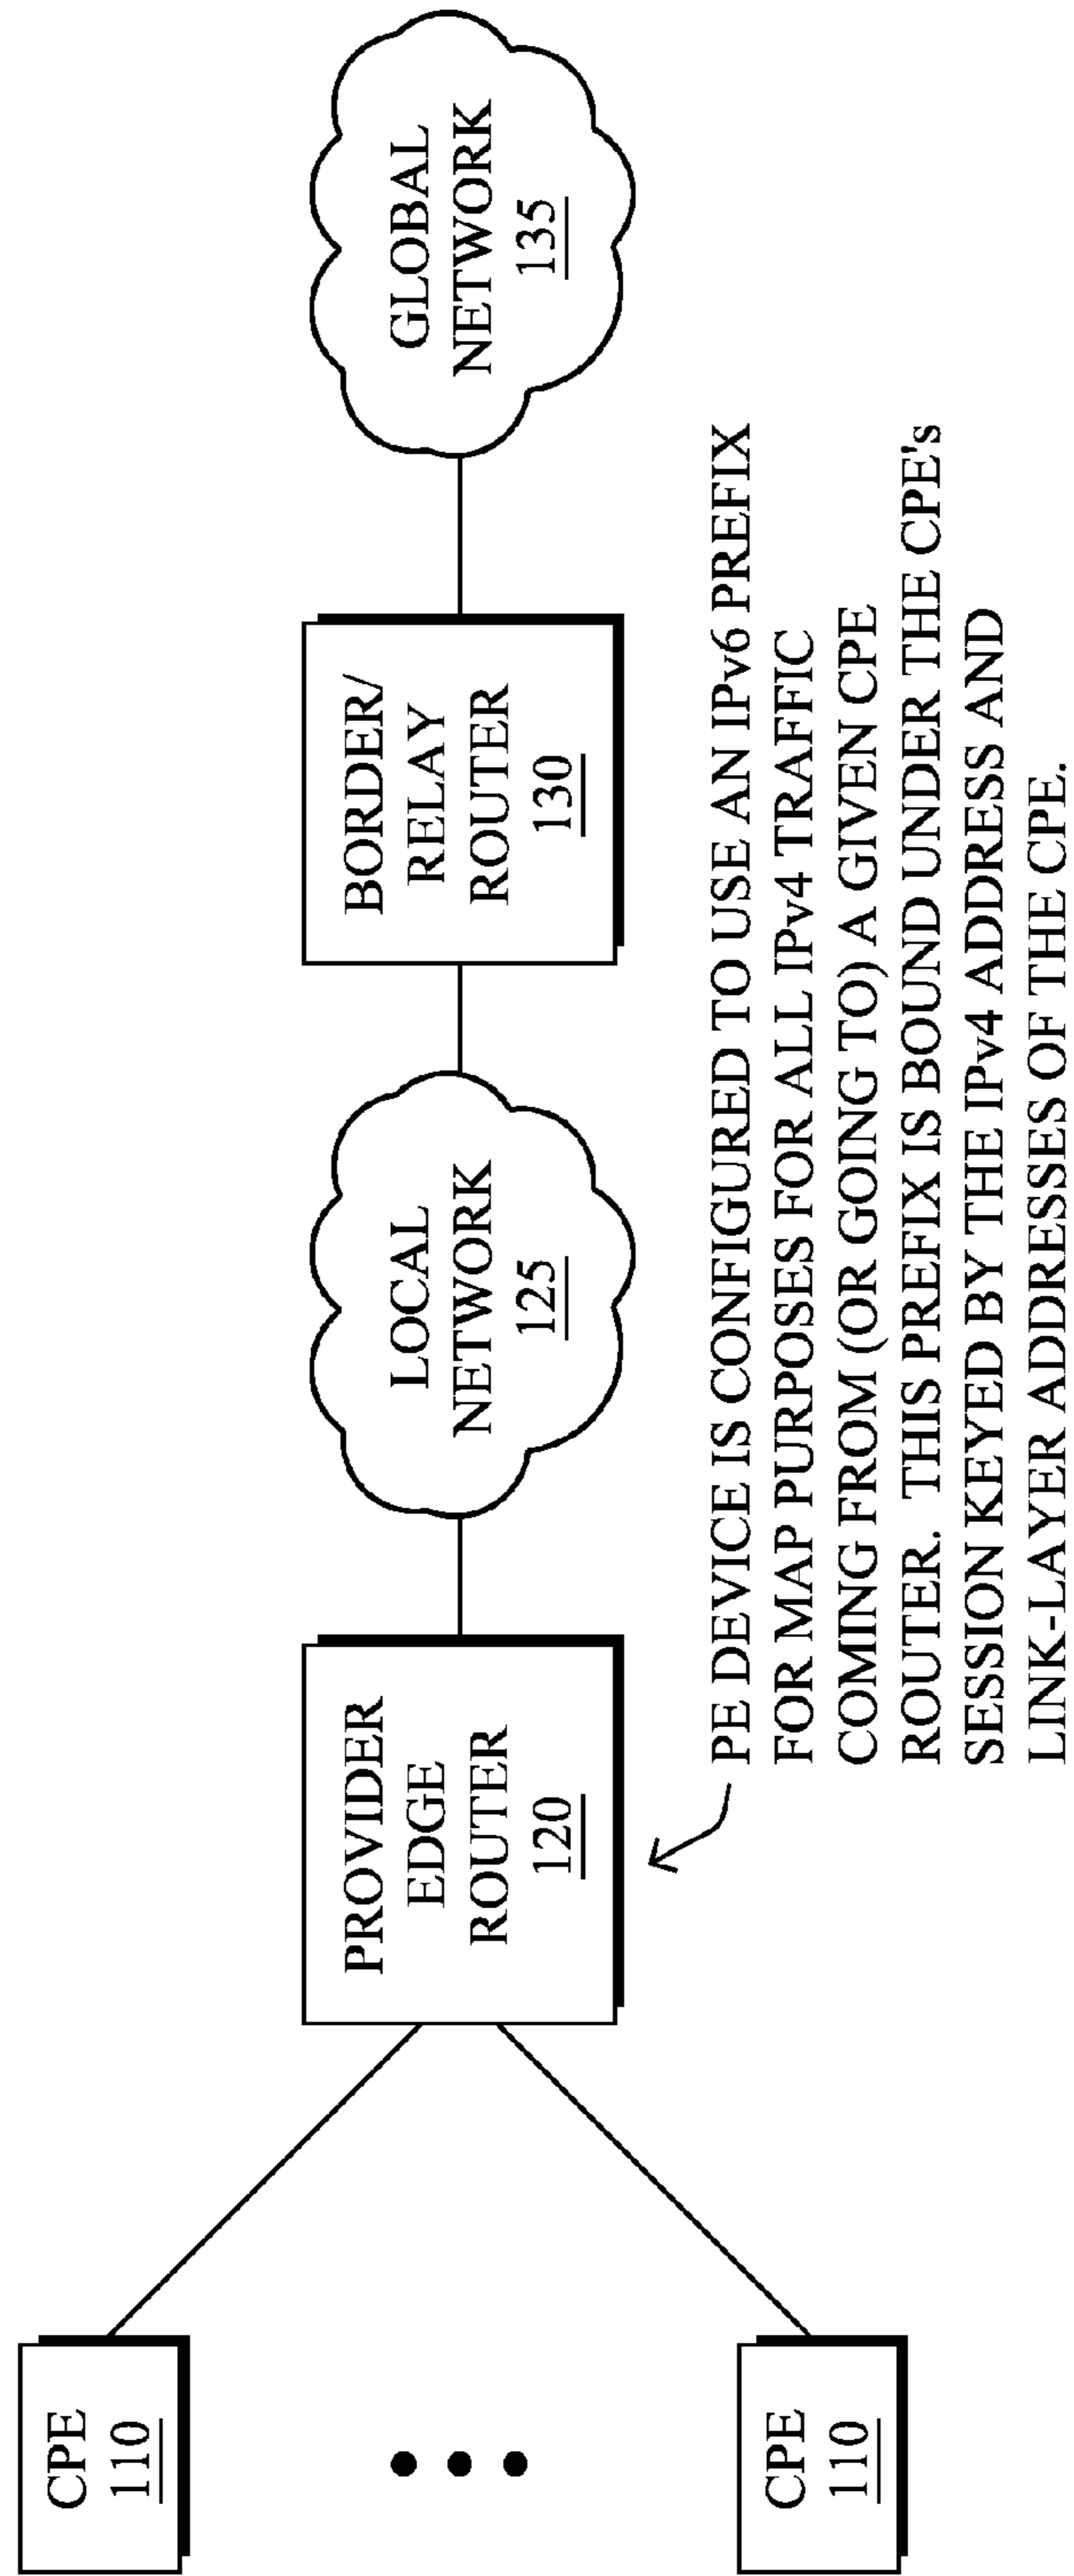 CPE
110
CPE
110
PROVIDER
EDGE
ROUTER
120
LOCAL
NETWORK
125
BORDER/
RELAY
ROUTER
130
GLOBAL
NETWORK
135
PE DEVICE IS CONFIGURED TO USE AN IPv6 PREFIX
FOR MAP PURPOSES FOR ALL IPv4 TRAFFIC
COMING FROM (OR GOING TO) A GIVEN CPE
ROUTER. THIS PREFIX IS BOUND UNDER THE CPE's
SESSION KEYED BY THE IPv4 ADDRESS AND
LINK-LAYER ADDRESSES OF THE CPE.